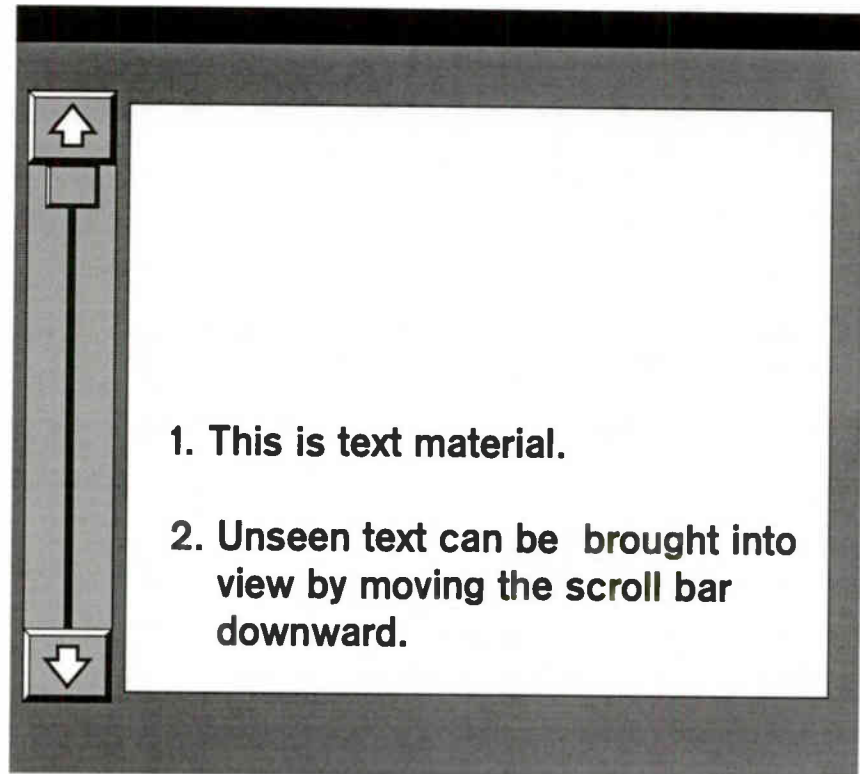 1. This is text material.
2. Unseen text can be brought into
view by moving the scroll bar
downward.